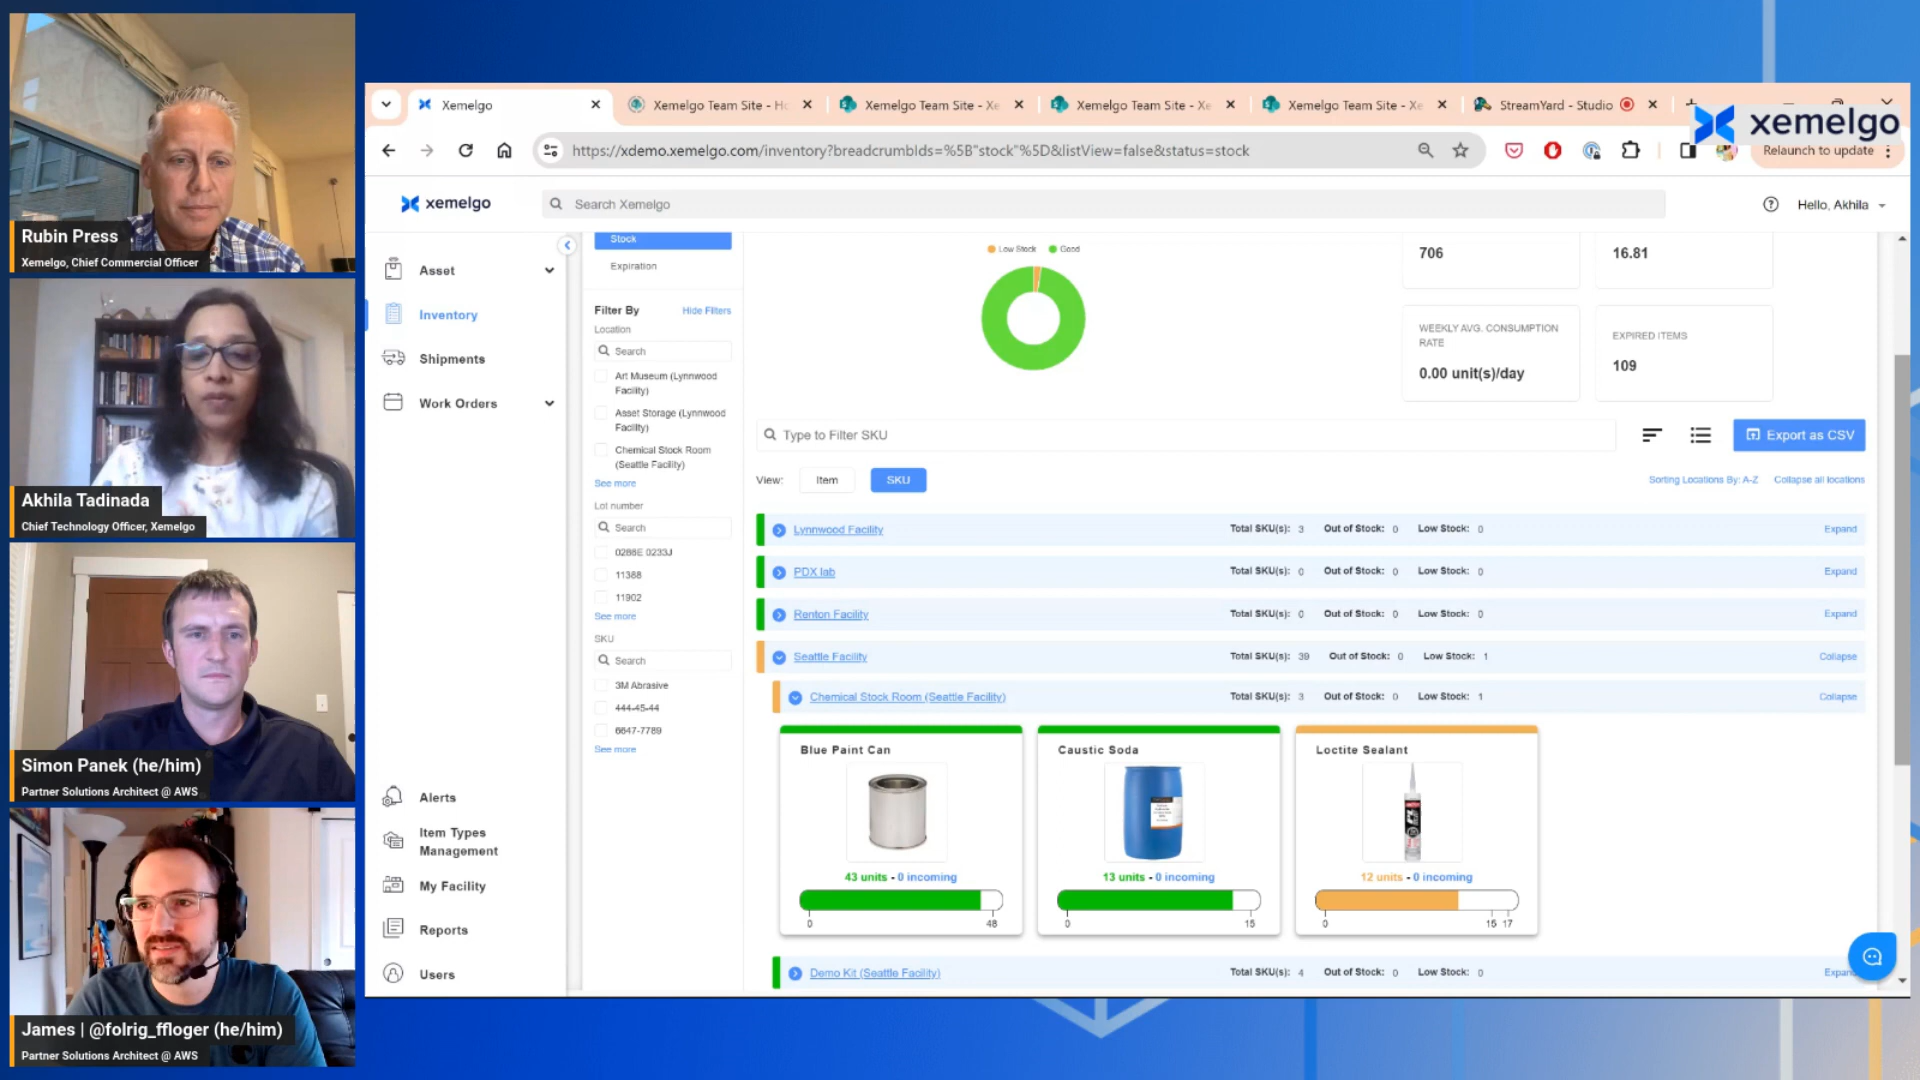 Rubin Press
Xemelgo, Chief Commercial Officer
Akhila Tadinada
Chief Technology Officer, Xemelgo
Simon Panek (he/him)
Partner Solutions Architect @ AWS
James | @folrig_ffloger (he/him)
Partner Solutions Architect @ AWS
Xemelgo
Xemelgo Team Site - Ho
Xemelgo Team Site - Xe
Xemelgo Team Site - Xe
Xemelgo Team Site - Xe
StreamYard - Studio
xemelgo
https://xdemo.xemelgo.com/inventory?breadcrumbIds=%5B"stock"%5D&listView=false&status=stock
Relaunch to update
xemelgo
Search Xemelgo
Hello, Akhila
Asset
Inventory
Shipments
Work Orders
Alerts
Item Types
Management
My Facility
Reports
Users
Stock
Expiration
Filter By
Hide Filters
Location
Search
Art Museum (Lynnwood
Facility)
Asset Storage (Lynnwood
Facility)
Chemical Stock Room
(Seattle Facility)
See more
Lot number
Search
0288E 0233J
11388
11902
See more
SKU
Search
3M Abrasive
444-45-44
6647-7789
See more
Low Stock
Good
706
16.81
WEEKLY AVG. CONSUMPTION
RATE
0.00 unit(s)/day
EXPIRED ITEMS
109
Type to Filter SKU
Export as CSV
View:
Item
SKU
Sorting Locations By: A-Z
Collapse all locations
Lynnwood Facility
Total SKU(s): 3
Out of Stock: 0
Low Stock: 0
Expand
PDX lab
Total SKU(s): 0
Out of Stock: 0
Low Stock: 0
Expand
Renton Facility
Total SKU(s): 0
Out of Stock: 0
Low Stock: 0
Expand
Seattle Facility
Total SKU(s): 39
Out of Stock: 0
Low Stock: 1
Collapse
Chemical Stock Room (Seattle Facility)
Total SKU(s): 3
Out of Stock: 0
Low Stock: 1
Collapse
Blue Paint Can
43 units - 0 incoming
0
48
Caustic Soda
13 units - 0 incoming
0
15
Loctite Sealant
12 units - 0 incoming
0
15 17
Demo Kit (Seattle Facility)
Total SKU(s): 4
Out of Stock: 0
Low Stock: 0
Expand